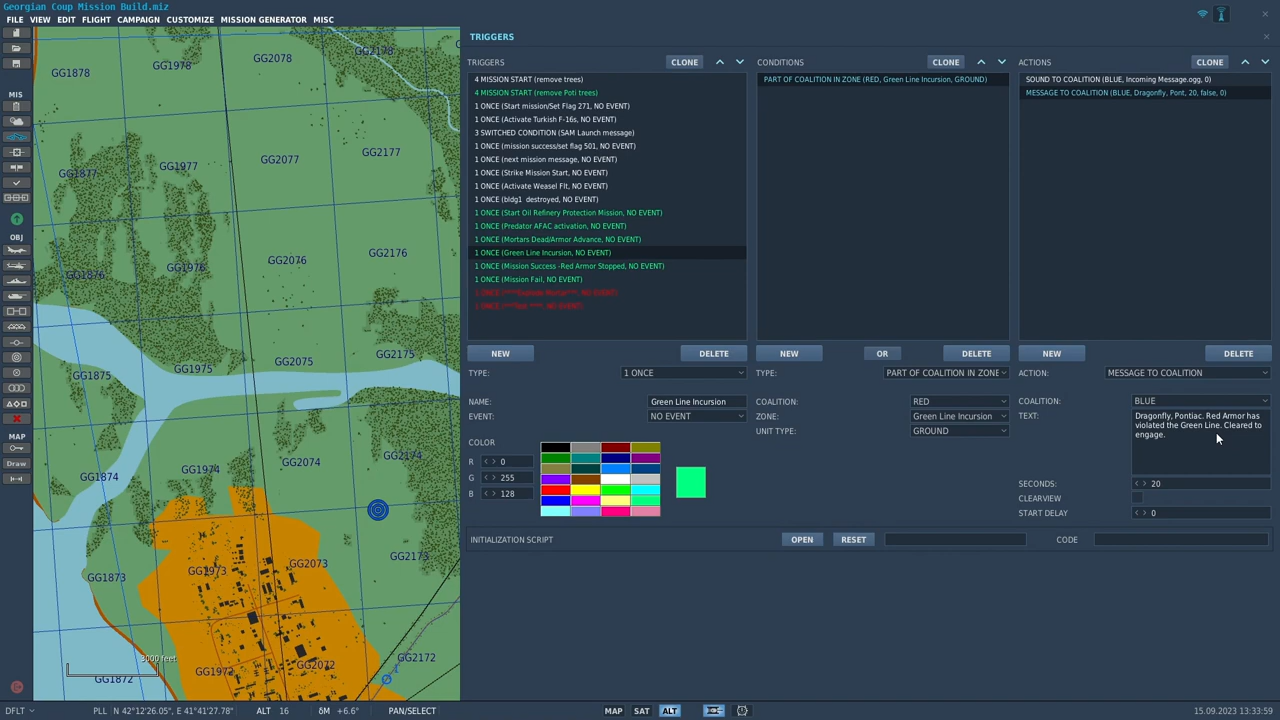 Georgian Coup Mission Build.miz
FILE VIEW EDIT FLIGHT CAMPAIGN CUSTOMIZE MISSION GENERATOR MISC
TRIGGERS
TRIGGERS CLONE
CONDITIONS CLONE
ACTIONS CLONE
4 MISSION START (remove trees)
4 MISSION START (remove Poti trees)
1 ONCE (Start mission/Set Flag 271, NO EVENT)
1 ONCE (Activate Turkish F-16s, NO EVENT)
3 SWITCHED CONDITION (SAM Launch message)
1 ONCE (mission success/set flag 501, NO EVENT)
1 ONCE (next mission message, NO EVENT)
1 ONCE (Strike Mission Start, NO EVENT)
1 ONCE (Activate Weasel Flt, NO EVENT)
1 ONCE (bldg1 destroyed, NO EVENT)
1 ONCE (Start Oil Refinery Protection Mission, NO EVENT)
1 ONCE (Predator AFAC activation, NO EVENT)
1 ONCE (Mortars Dead/Armor Advance, NO EVENT)
1 ONCE (Green Line Incursion, NO EVENT)
1 ONCE (Mission Success -Red Armor Stopped, NO EVENT)
1 ONCE (Mission Fail, NO EVENT)
PART OF COALITION IN ZONE (RED, Green Line Incursion, GROUND)
SOUND TO COALITION (BLUE, Incoming Message.ogg, 0)
MESSAGE TO COALITION (BLUE, Dragonfly, Pont, 20, false, 0)
NEW DELETE
NEW OR DELETE
NEW DELETE
TYPE: 1 ONCE
NAME: Green Line Incursion
EVENT: NO EVENT
COLOR
R 0
G 255
B 128
TYPE: PART OF COALITION IN ZONE
COALITION: RED
ZONE: Green Line Incursion
UNIT TYPE: GROUND
ACTION: MESSAGE TO COALITION
COALITION: BLUE
TEXT: Dragonfly, Pontiac. Red Armor has
violated the Green Line. Cleared to
engage.
SECONDS: 20
CLEARVIEW
START DELAY 0
INITIALIZATION SCRIPT OPEN RESET CODE
MIS
OBJ
MAP
Draw
GG1878 GG1978 GG2078 GG2178
GG1877 GG1977 GG2077 GG2177
GG1876 GG1976 GG2076 GG2176
GG1875 GG1975 GG2075 GG2175
GG1874 GG1974 GG2074 GG2174
GG1873 GG1973 GG2073 GG2173
GG1872 GG1972 GG2072 GG2172
3000 feet
DFLT PLL N 42°12'26.05", E 41°41'27.78" ALT 16 δM +6.6° PAN/SELECT MAP SAT ALT 15.09.2023 13:33:59